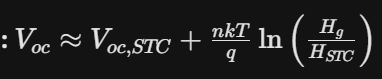 : V_{oc} ≈ V_{oc,STC} + \frac{nkT}{q} \ln\left(\frac{H_g}{H_{STC}}\right)